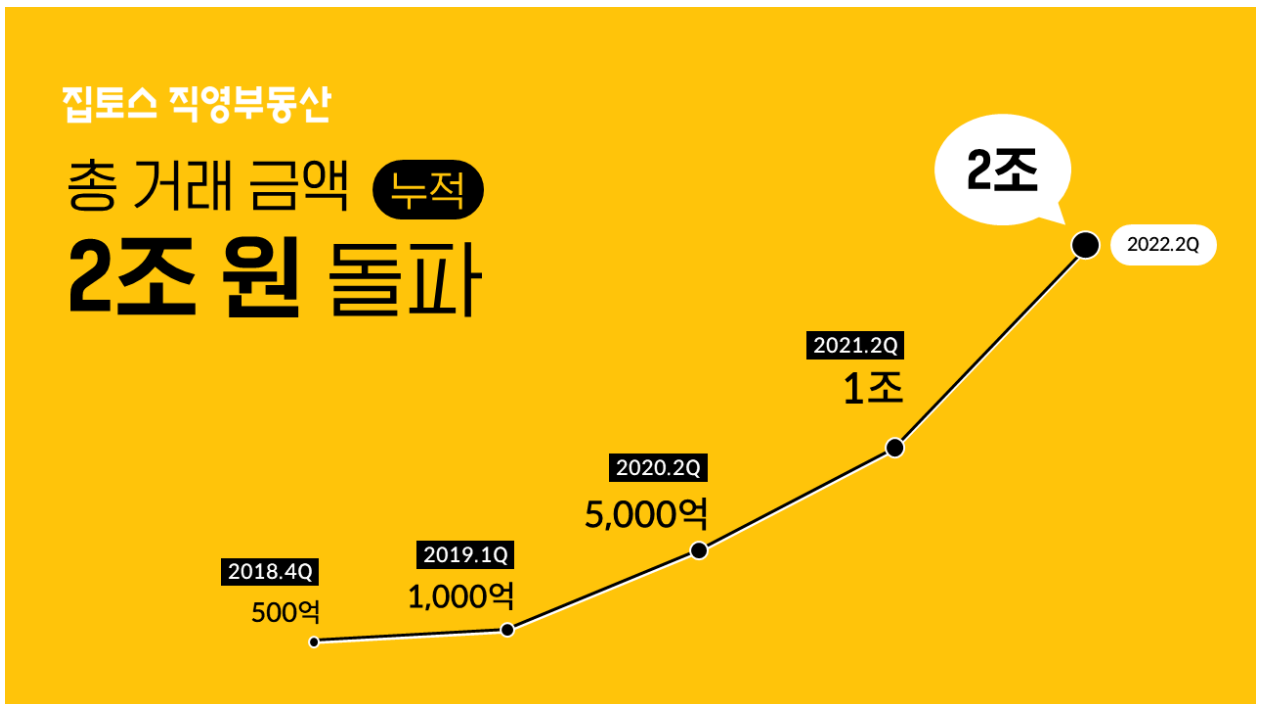 집토스 직영부동산
총 거래 금액 누적
2조 원 돌파
2조
2022.2Q
2021.2Q
1조
2020.2Q
5,000억
2019.1Q
1,000억
2018.4Q
500억